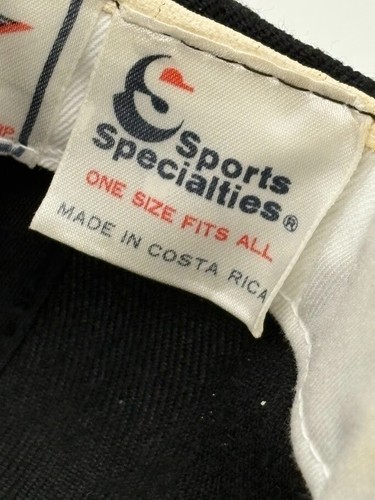 Sports
Specialties®
ONE SIZE FITS ALL
MADE IN COSTA RICA